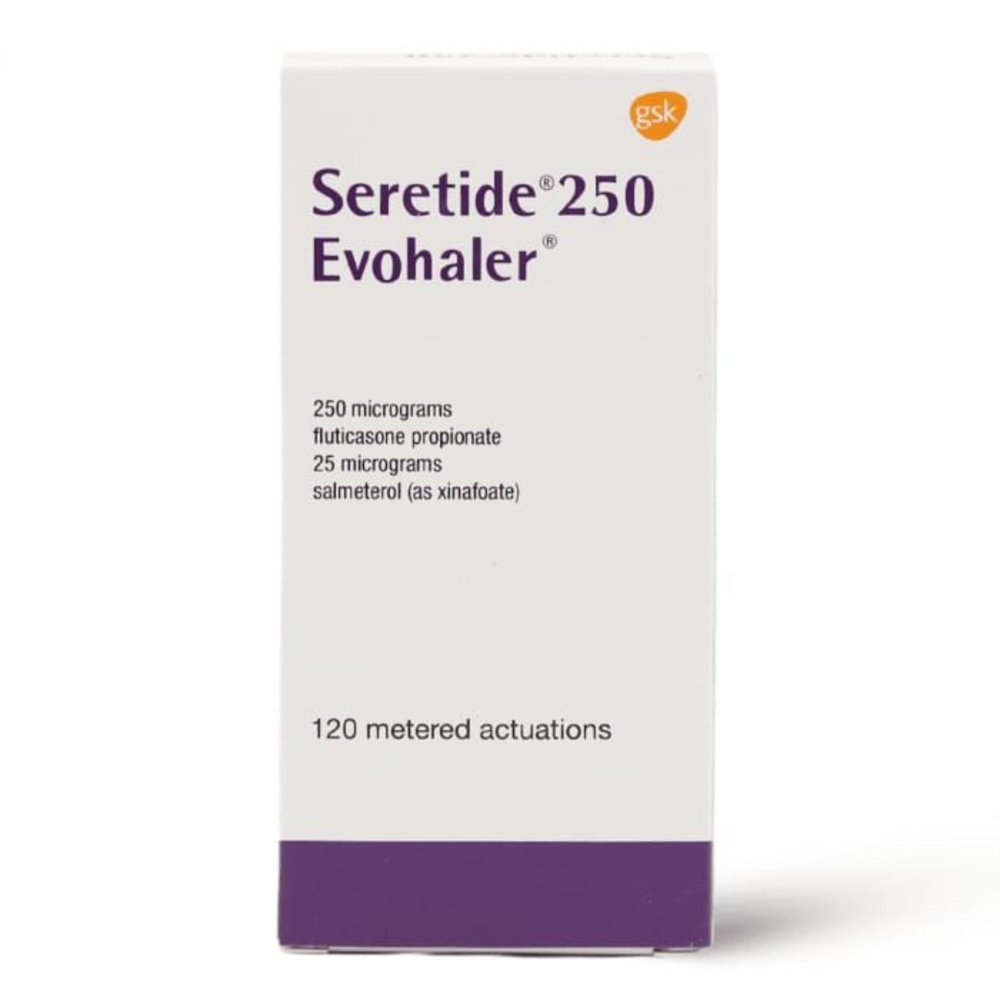 gsk
Seretide® 250
Evohaler®
250 micrograms
fluticasone propionate
25 micrograms
salmeterol (as xinafoate)
120 metered actuations